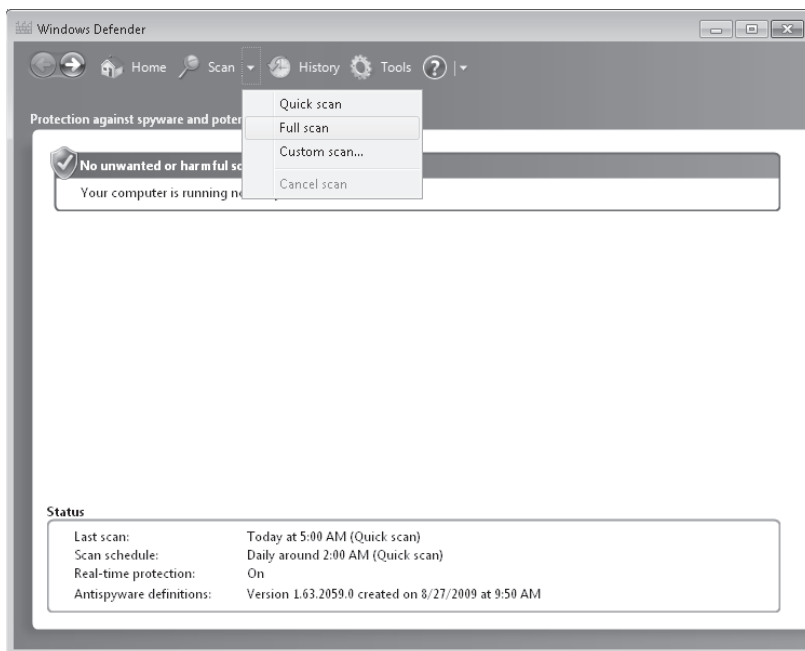 Windows Defender
Home Scan History Tools
Quick scan
Full scan
Custom scan...
Cancel scan
Protection against spyware and
No unwanted or harmful
Your computer is running
Status
Last scan: Today at 5:00 AM (Quick scan)
Scan schedule: Daily around 2:00 AM (Quick scan)
Real-time protection: On
Antispyware definitions: Version 1.63.2059.0 created on 8/27/2009 at 9:50 AM